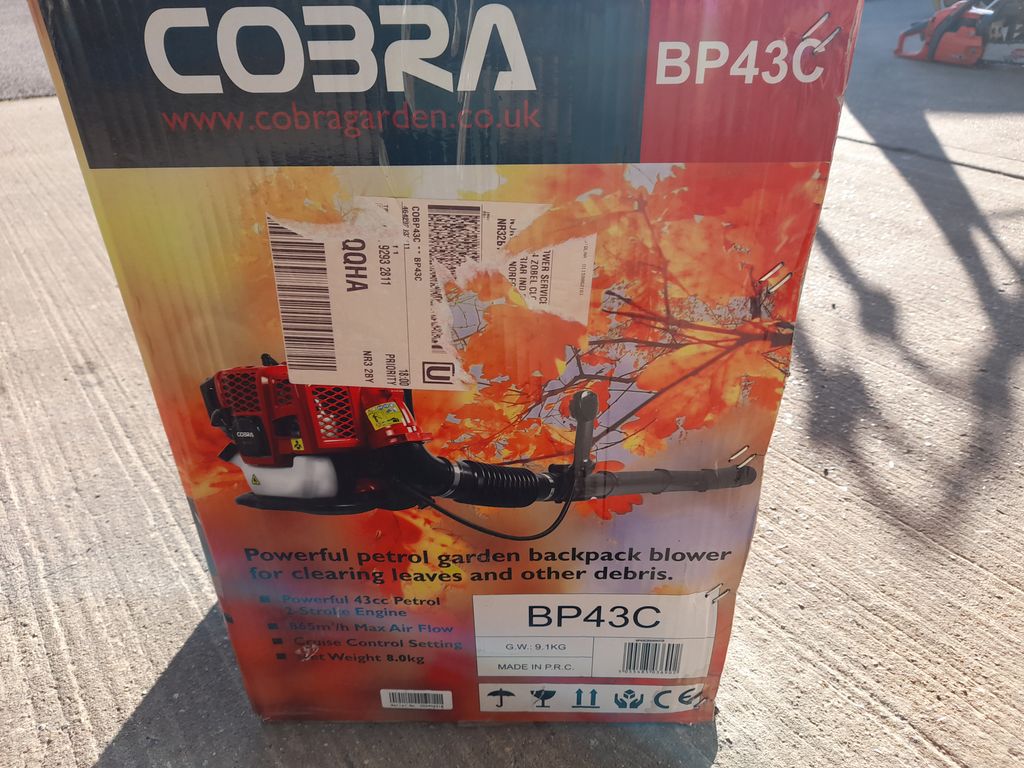 COBRA
BP43C
www.cobragarden.co.uk
COBP43C -- BP43C
9293 2811
QQHA
18:00
PRIORITY
NR3 2BY
COBRA
Powerful petrol garden backpack blower
for clearing leaves and other debris.
Powerful 43cc Petrol
2-Stroke Engine
865m³/h Max Air Flow
Cruise Control Setting
Net Weight 8.0kg
BP43C
G.W.: 9.1KG
MADE IN P.R.C.
CE